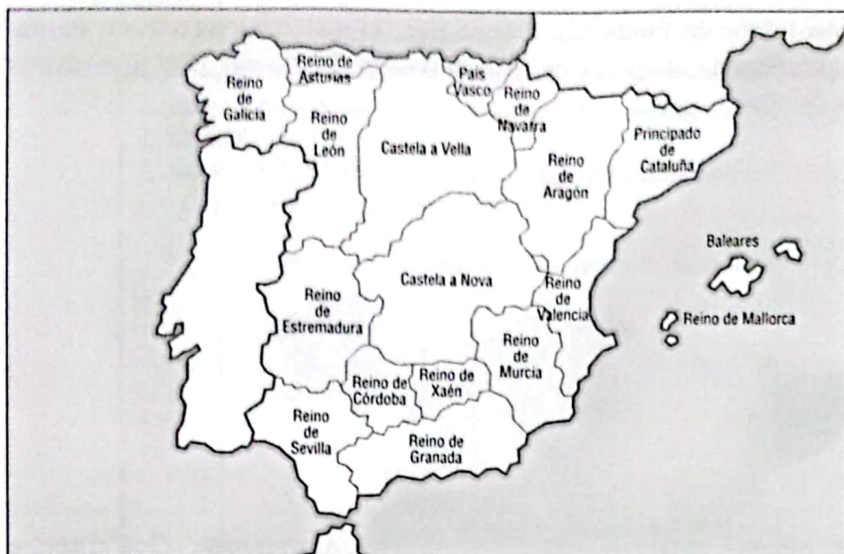 Reino
de
Galicia
Reino de
Asturias
Reino
de
León
Castela a Vella
País
Vasco
Reino
de
Navarra
Reino
de
Aragón
Principado
de
Cataluña
Baleares
Reino de Mallorca
Castela a Nova
Reino
de
Valencia
Reino
de
Estremadura
Reino
de
Murcia
Reino de
Córdoba
Reino de
Xaén
Reino
de
Sevilla
Reino de
Granada